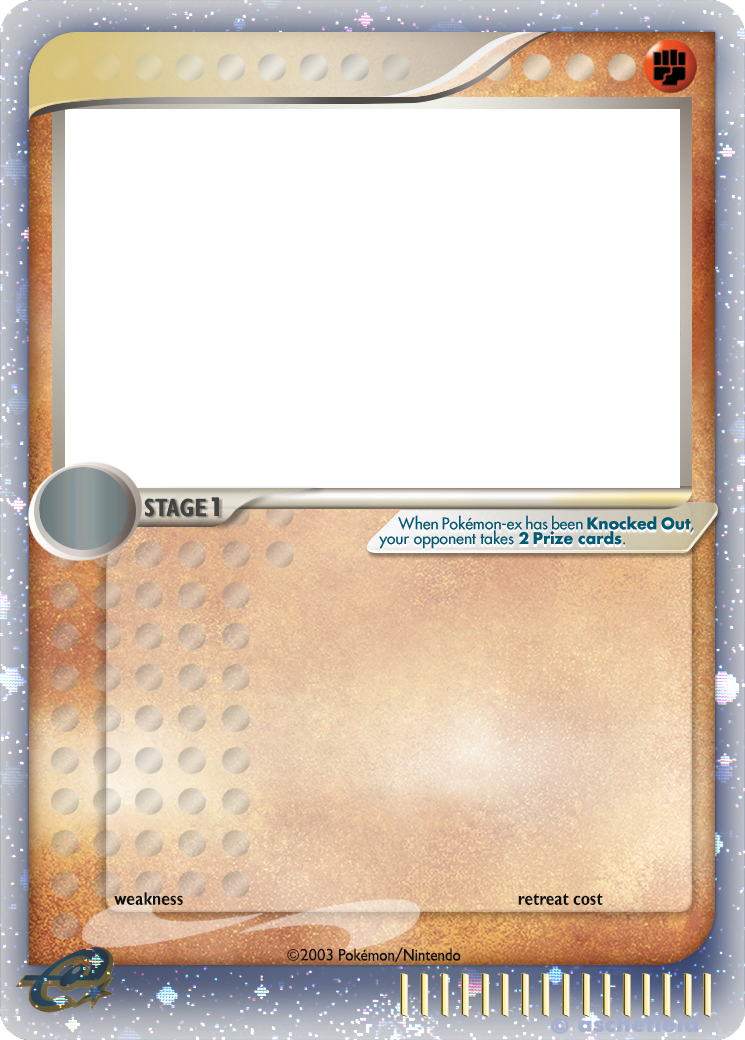 STAGE 1
When Pokémon-ex has been Knocked Out,
your opponent takes 2 Prize cards.
weakness
retreat cost
©2003 Pokémon/Nintendo